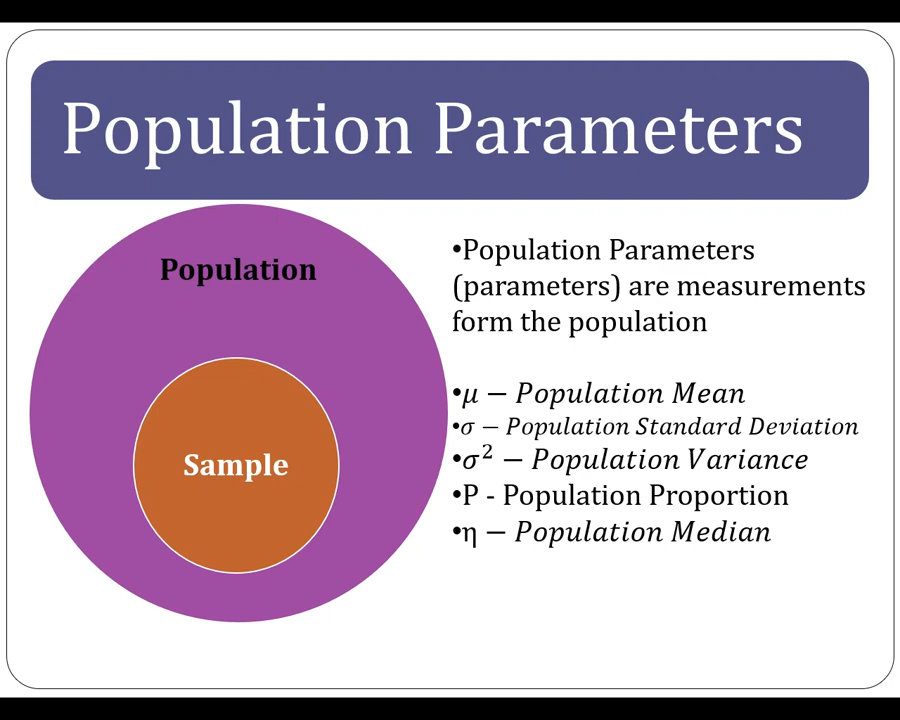 Population Parameters
Population
Sample
•Population Parameters
(parameters) are measurements
form the population
•μ − Population Mean
•σ − Population Standard Deviation
•σ² − Population Variance
•P - Population Proportion
•η − Population Median